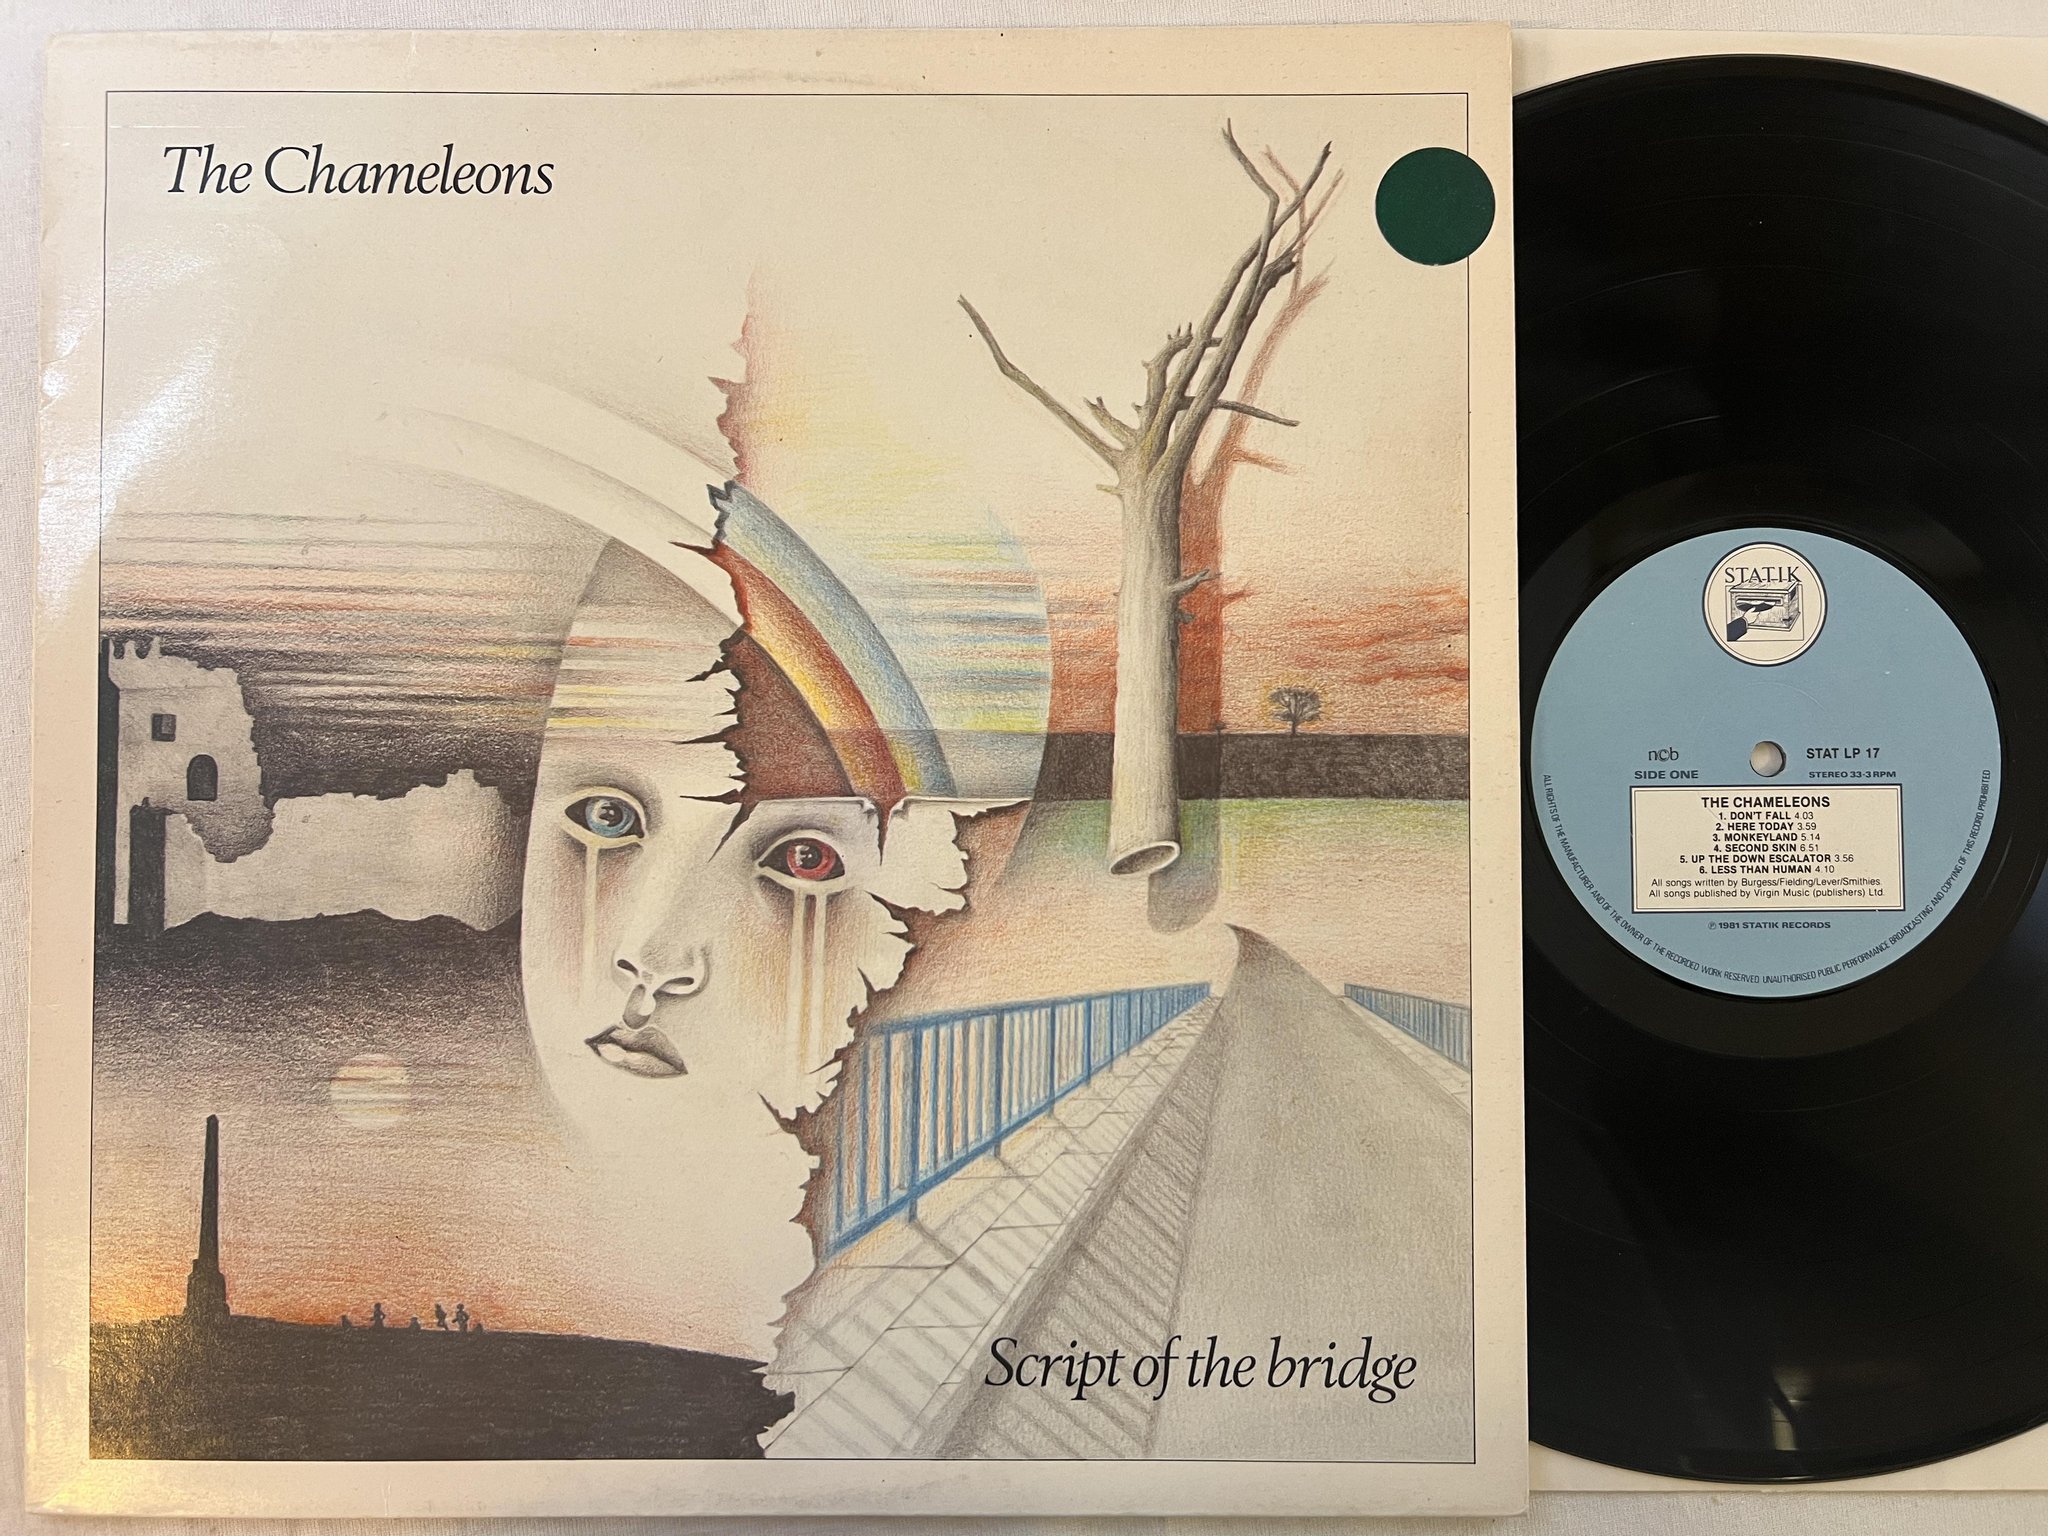 The Chameleons
Script of the bridge
STATIK
ncb
SIDE ONE
STAT LP 17
STEREO 33-3 RPM
THE CHAMELEONS
1. DON'T FALL 4.03
2. HERE TODAY 3.59
3. MONKEYLAND 5.14
4. SECOND SKIN 6.51
5. UP THE DOWN ESCALATOR 3.56
6. LESS THAN HUMAN 4.10
All songs written by Burgess/Fielding/Lever/Smithies.
All songs published by Virgin Music (publishers) Ltd.
℗ 1981 STATIK RECORDS
ALL RIGHTS OF THE MANUFACTURER AND OF THE OWNER OF THE RECORDED WORK RESERVED. UNAUTHORISED PUBLIC PERFORMANCE BROADCASTING AND COPYING OF THIS RECORD PROHIBITED